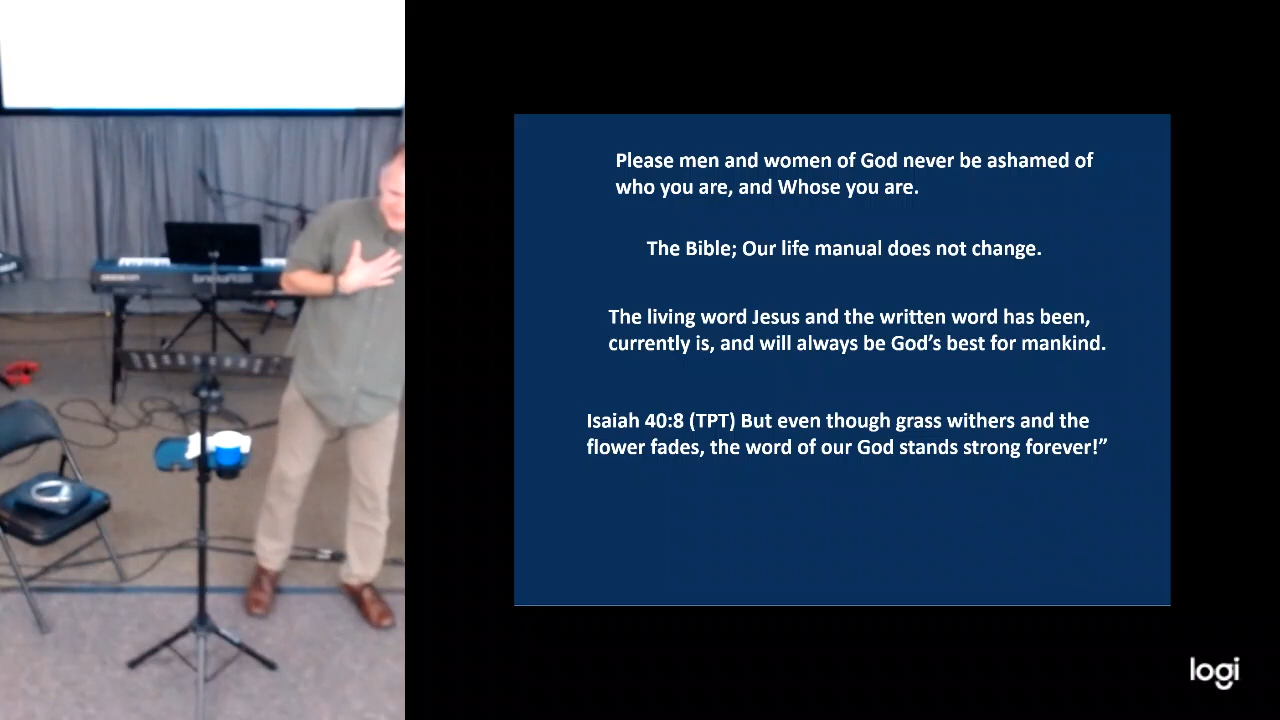 Please men and women of God never be ashamed of
who you are, and Whose you are.
The Bible; Our life manual does not change.
The living word Jesus and the written word has been,
currently is, and will always be God's best for mankind.
Isaiah 40:8 (TPT) But even though grass withers and the
flower fades, the word of our God stands strong forever!”
logi